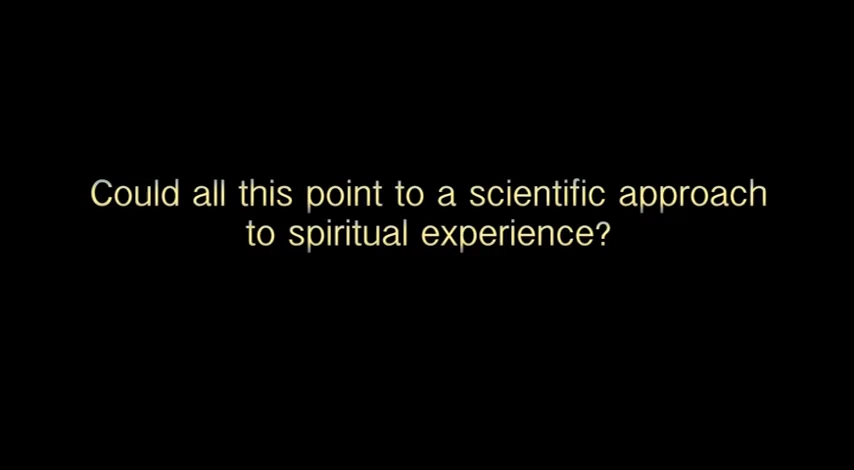 Could all this point to a scientific approach
to spiritual experience?